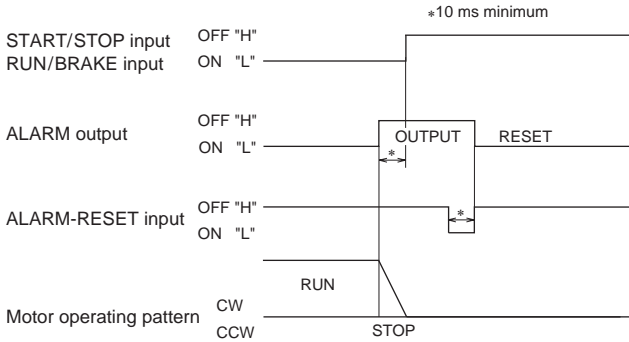 *10 ms minimum
START/STOP input OFF "H"
RUN/BRAKE input ON "L"
ALARM output OFF "H"
ON "L"
OUTPUT RESET
*
ALARM-RESET input OFF "H"
ON "L"
*
RUN
Motor operating pattern CW
CCW
STOP